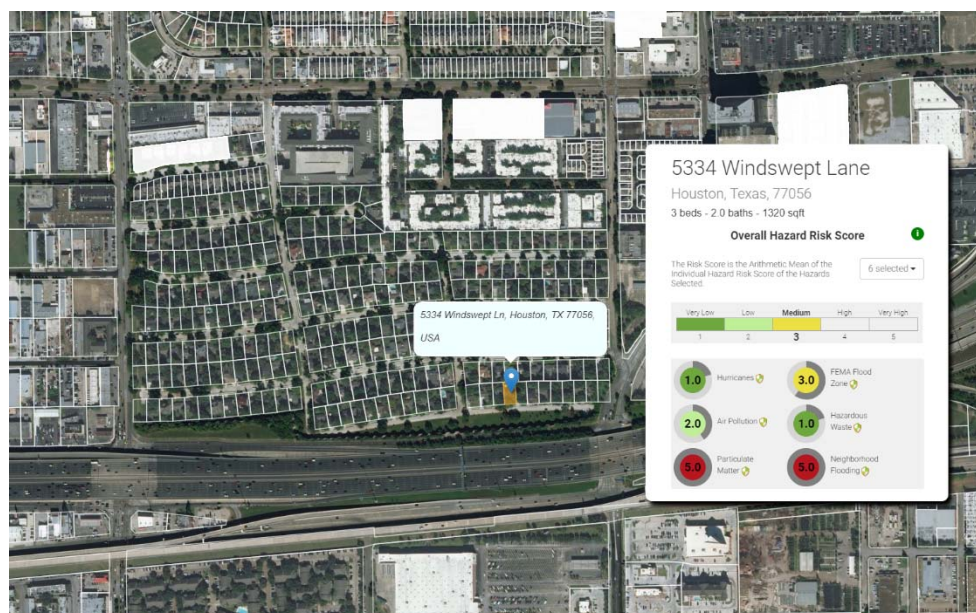 5334 Windswept Ln, Houston, TX 77056,
USA
5334 Windswept Lane
Houston, Texas, 77056
3 beds - 2.0 baths - 1320 sqft
Overall Hazard Risk Score
i
The Risk Score is the Arithmetic Mean of the
Individual Hazard Risk Score of the Hazards
Selected.
6 selected
Very Low Low Medium High Very High
1 2 3 4 5
1.0 Hurricanes
3.0 FEMA Flood
Zone
2.0 Air Pollution
1.0 Hazardous
Waste
5.0 Particulate
Matter
5.0 Neighborhood
Flooding